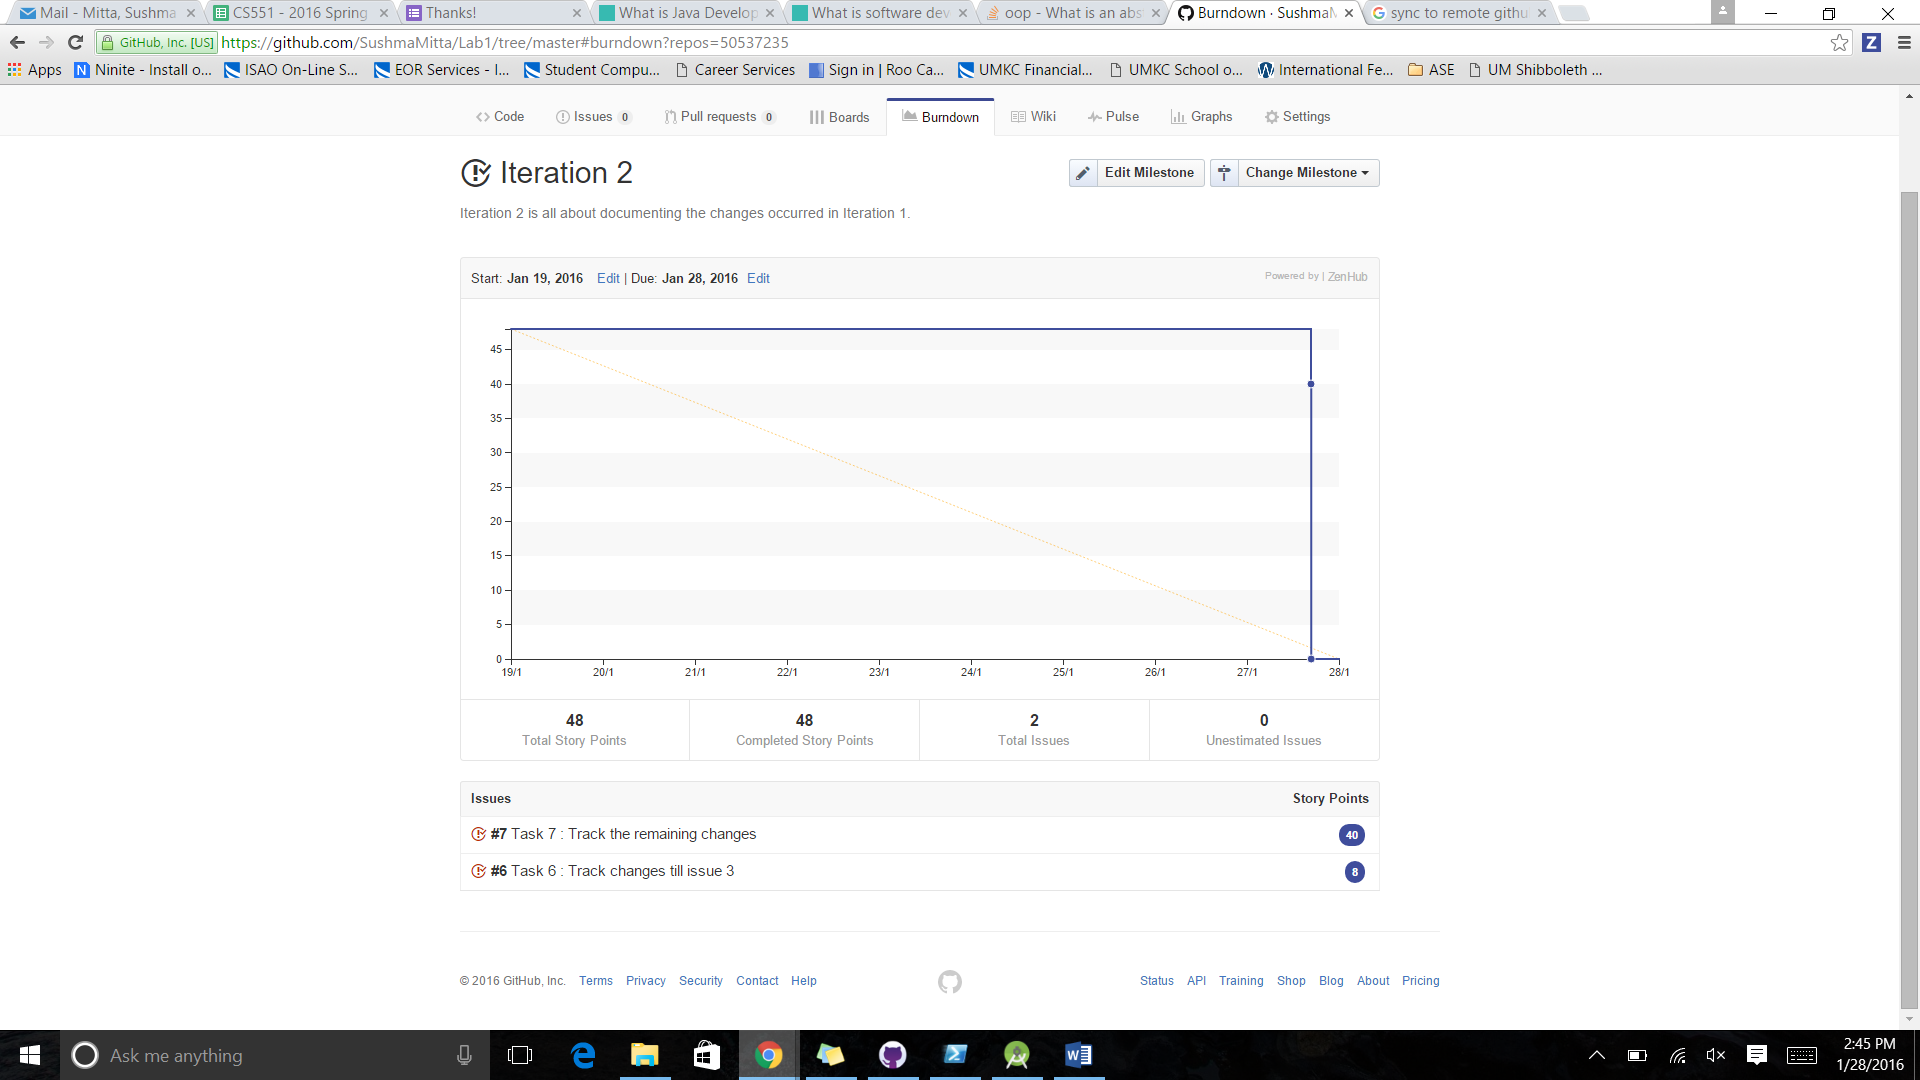 Mail - Mitta, Sushma
CS551 - 2016 Spring
Thanks!
What is Java Develop
What is software dev
oop - What is an abs
Burndown · SushmaM
sync to remote githu
GitHub, Inc. [US] https://github.com/SushmaMitta/Lab1/tree/master#burndown?repos=50537235
Z
Apps N Ninite - Install o... ISAO On-Line S... EOR Services - I... Student Compu... Career Services Sign in | Roo Ca... UMKC Financial... UMKC School o... International Fe... ASE UM Shibboleth ...
Code Issues 0 Pull requests 0 Boards Burndown Wiki Pulse Graphs Settings
Iteration 2
Edit Milestone Change Milestone
Iteration 2 is all about documenting the changes occurred in Iteration 1.
Start: Jan 19, 2016 Edit | Due: Jan 28, 2016 Edit
Powered by | ZenHub
45
40
35
30
25
20
15
10
5
0
19/1 20/1 21/1 22/1 23/1 24/1 25/1 26/1 27/1 28/1
48 48 2 0
Total Story Points Completed Story Points Total Issues Unestimated Issues
Issues Story Points
#7 Task 7 : Track the remaining changes 40
#6 Task 6 : Track changes till issue 3 8
© 2016 GitHub, Inc. Terms Privacy Security Contact Help
Status API Training Shop Blog About Pricing
Ask me anything
2:45 PM
1/28/2016